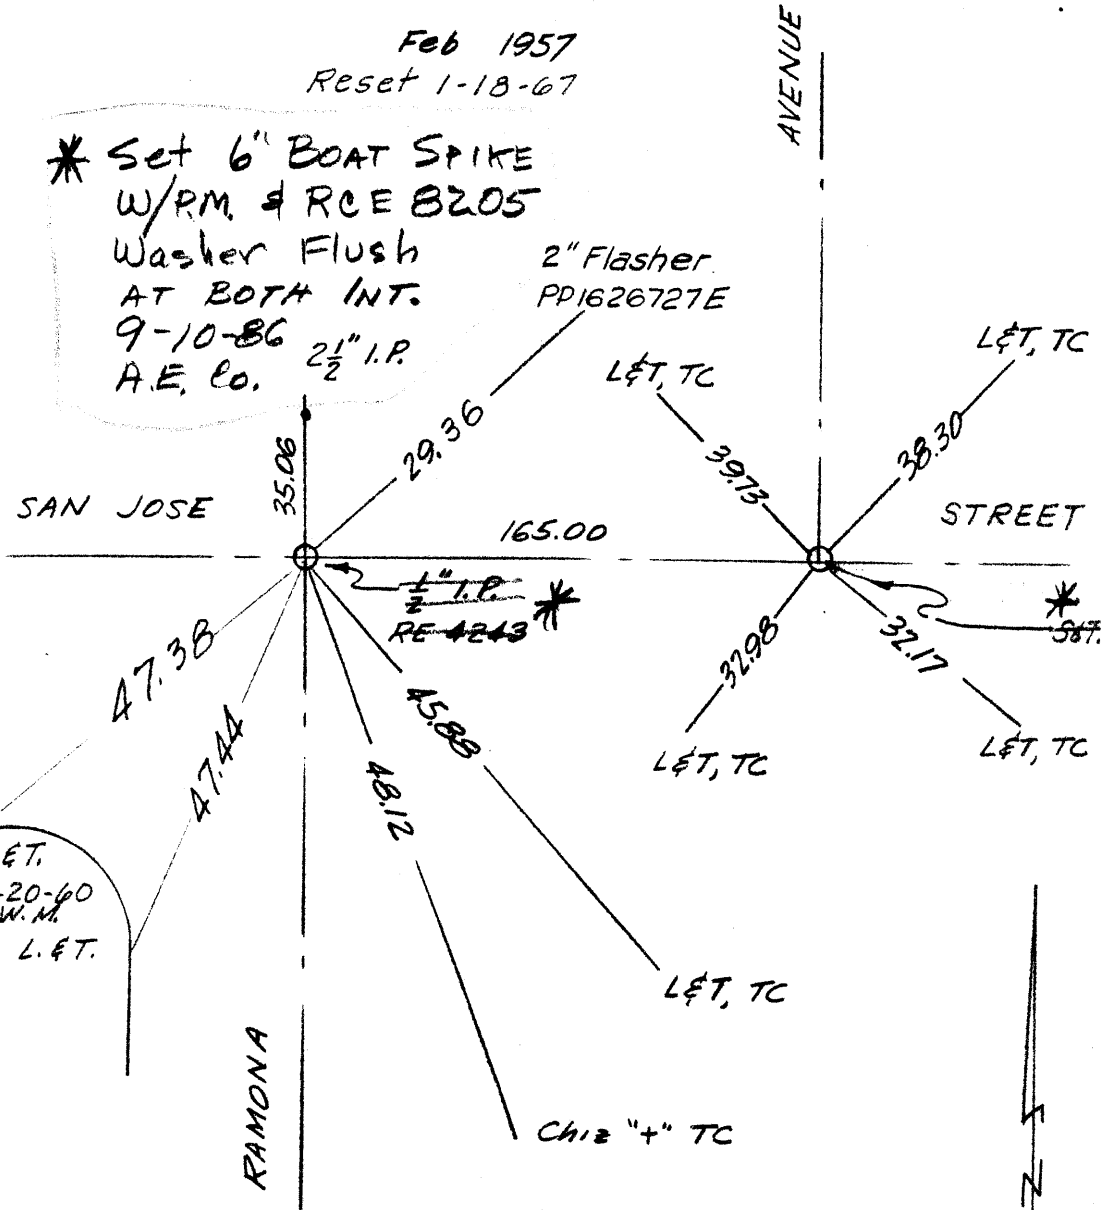 Feb 1957
Reset 1-18-67
AVENUE
* Set 6" BOAT SPIKE
W/P.M. & RCE 8205
Washer Flush
AT BOTH INT.
9-10-86
A.E. Co.
2½" I.P.
2" Flasher
PP1626727E
L&T, TC
L&T, TC
35.06
29.36
39.73
38.30
SAN JOSE
165.00
STREET
½" I.P. *
RE 4243
*
47.38
47.44
45.88
48.12
32.98
32.17
L&T, TC
L&T, TC
&T.
-20-60
W.M.
L.&T.
L&T, TC
RAMONA
Chiz "+" TC
N